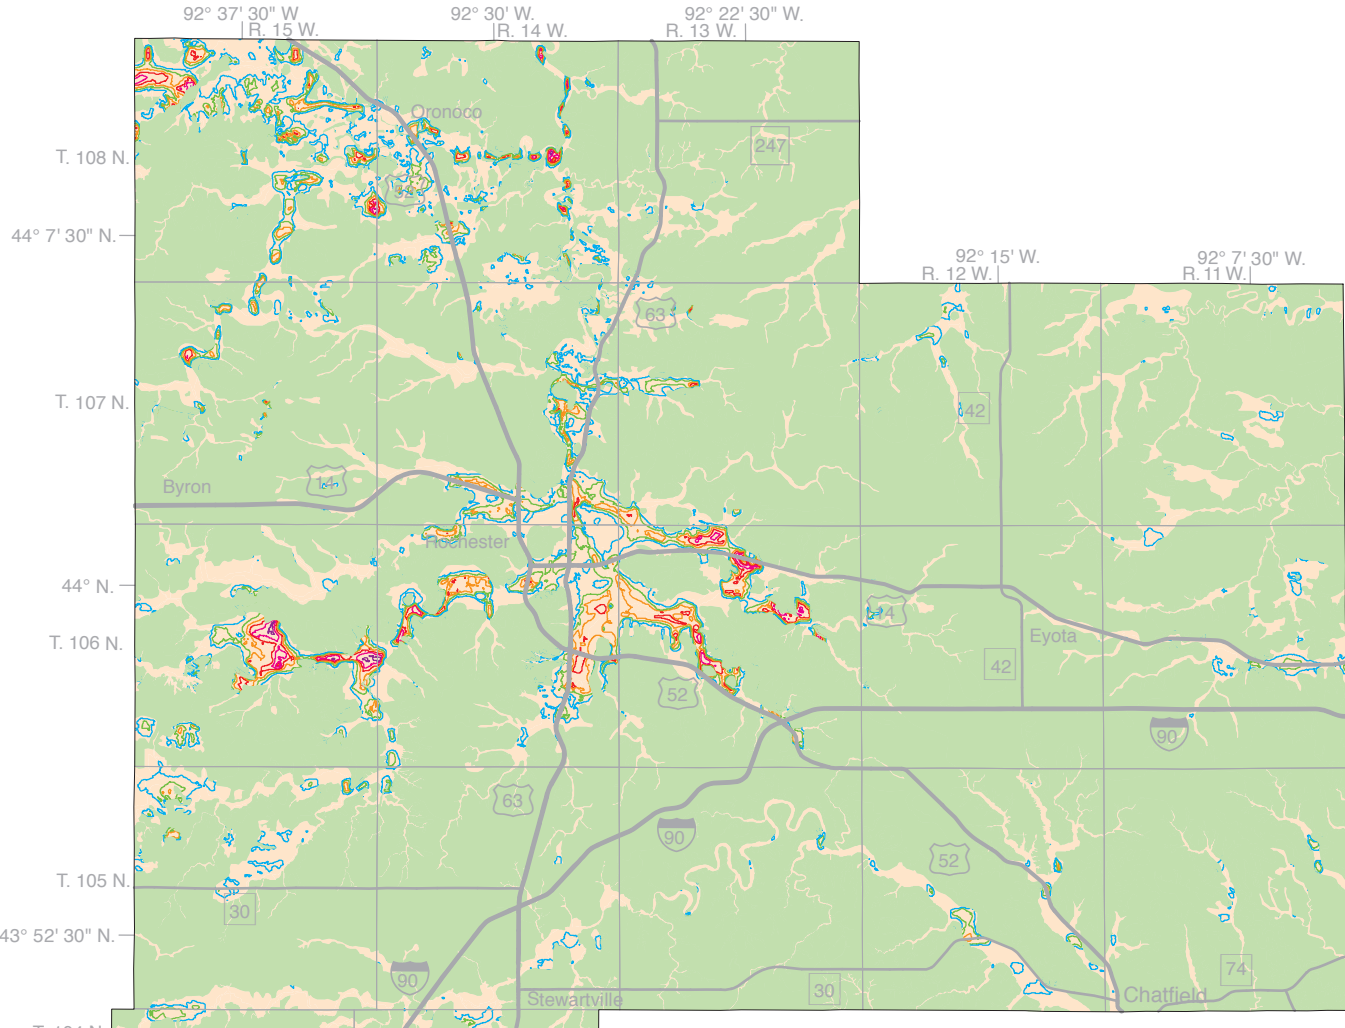 92° 37' 30" W
92° 30' W.
92° 22' 30" W.
R. 15 W.
R. 14 W.
R. 13 W.
Oronoco
247
T. 108 N.
52
44° 7' 30" N.
92° 15' W.
92° 7' 30" W.
R. 12 W.
R. 11 W.
63
T. 107 N.
42
Byron
14
Rochester
44° N.
14
T. 106 N.
Eyota
42
52
90
63
90
52
T. 105 N.
30
43° 52' 30" N.
90
74
30
Stewartville
Chatfield